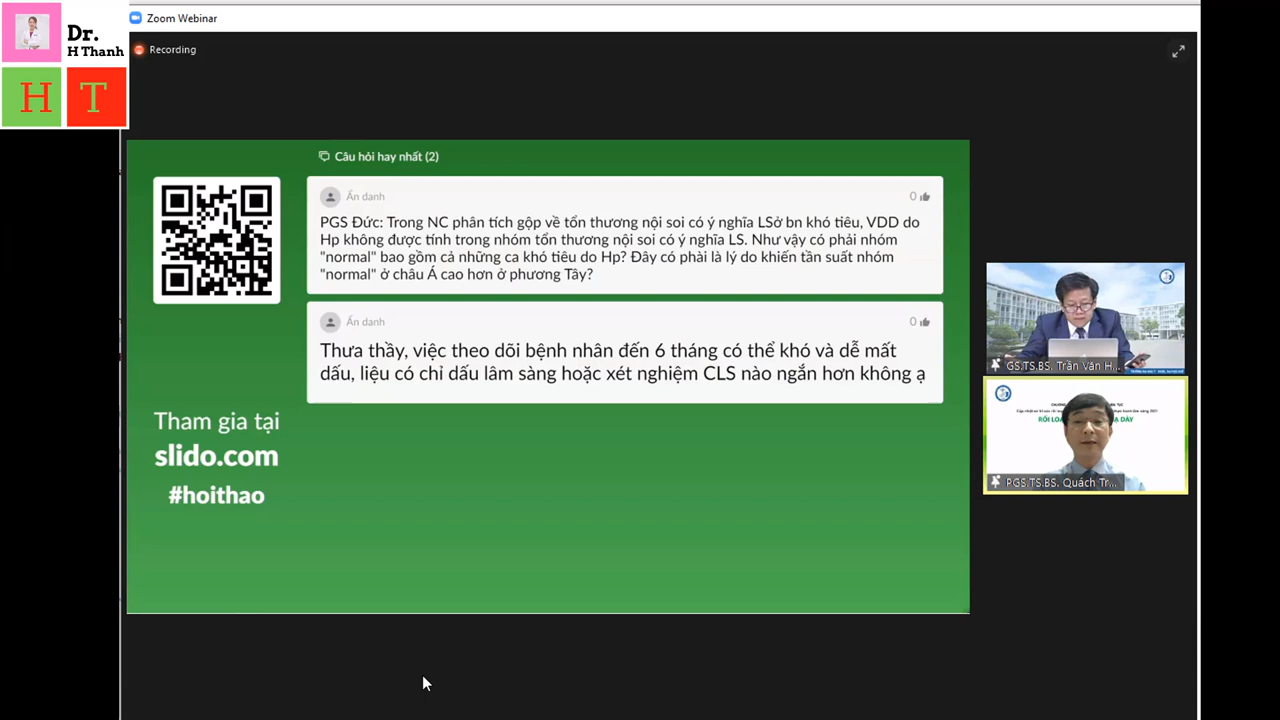 Dr.
H Thanh
H T
Zoom Webinar
Recording
Câu hỏi hay nhất (2)
Ẩn danh
0
PGS Đức: Trong NC phân tích gộp về tổn thương nội soi có ý nghĩa LSở bn khó tiêu, VDD do
Hp không được tính trong nhóm tổn thương nội soi có ý nghĩa LS. Như vậy có phải nhóm
"normal" bao gồm cả những ca khó tiêu do Hp? Đây có phải là lý do khiến tần suất nhóm
"normal" ở châu Á cao hơn ở phương Tây?
Ẩn danh
0
Thưa thầy, việc theo dõi bệnh nhân đến 6 tháng có thể khó và dễ mất
dấu, liệu có chỉ dấu lâm sàng hoặc xét nghiệm CLS nào ngắn hơn không ạ
Tham gia tại
slido.com
#hoithao
GS.TS.BS. Trần Văn H...
RỐI LOẠ
ẠDÀY
PGS.TS.BS. Quách Tr...